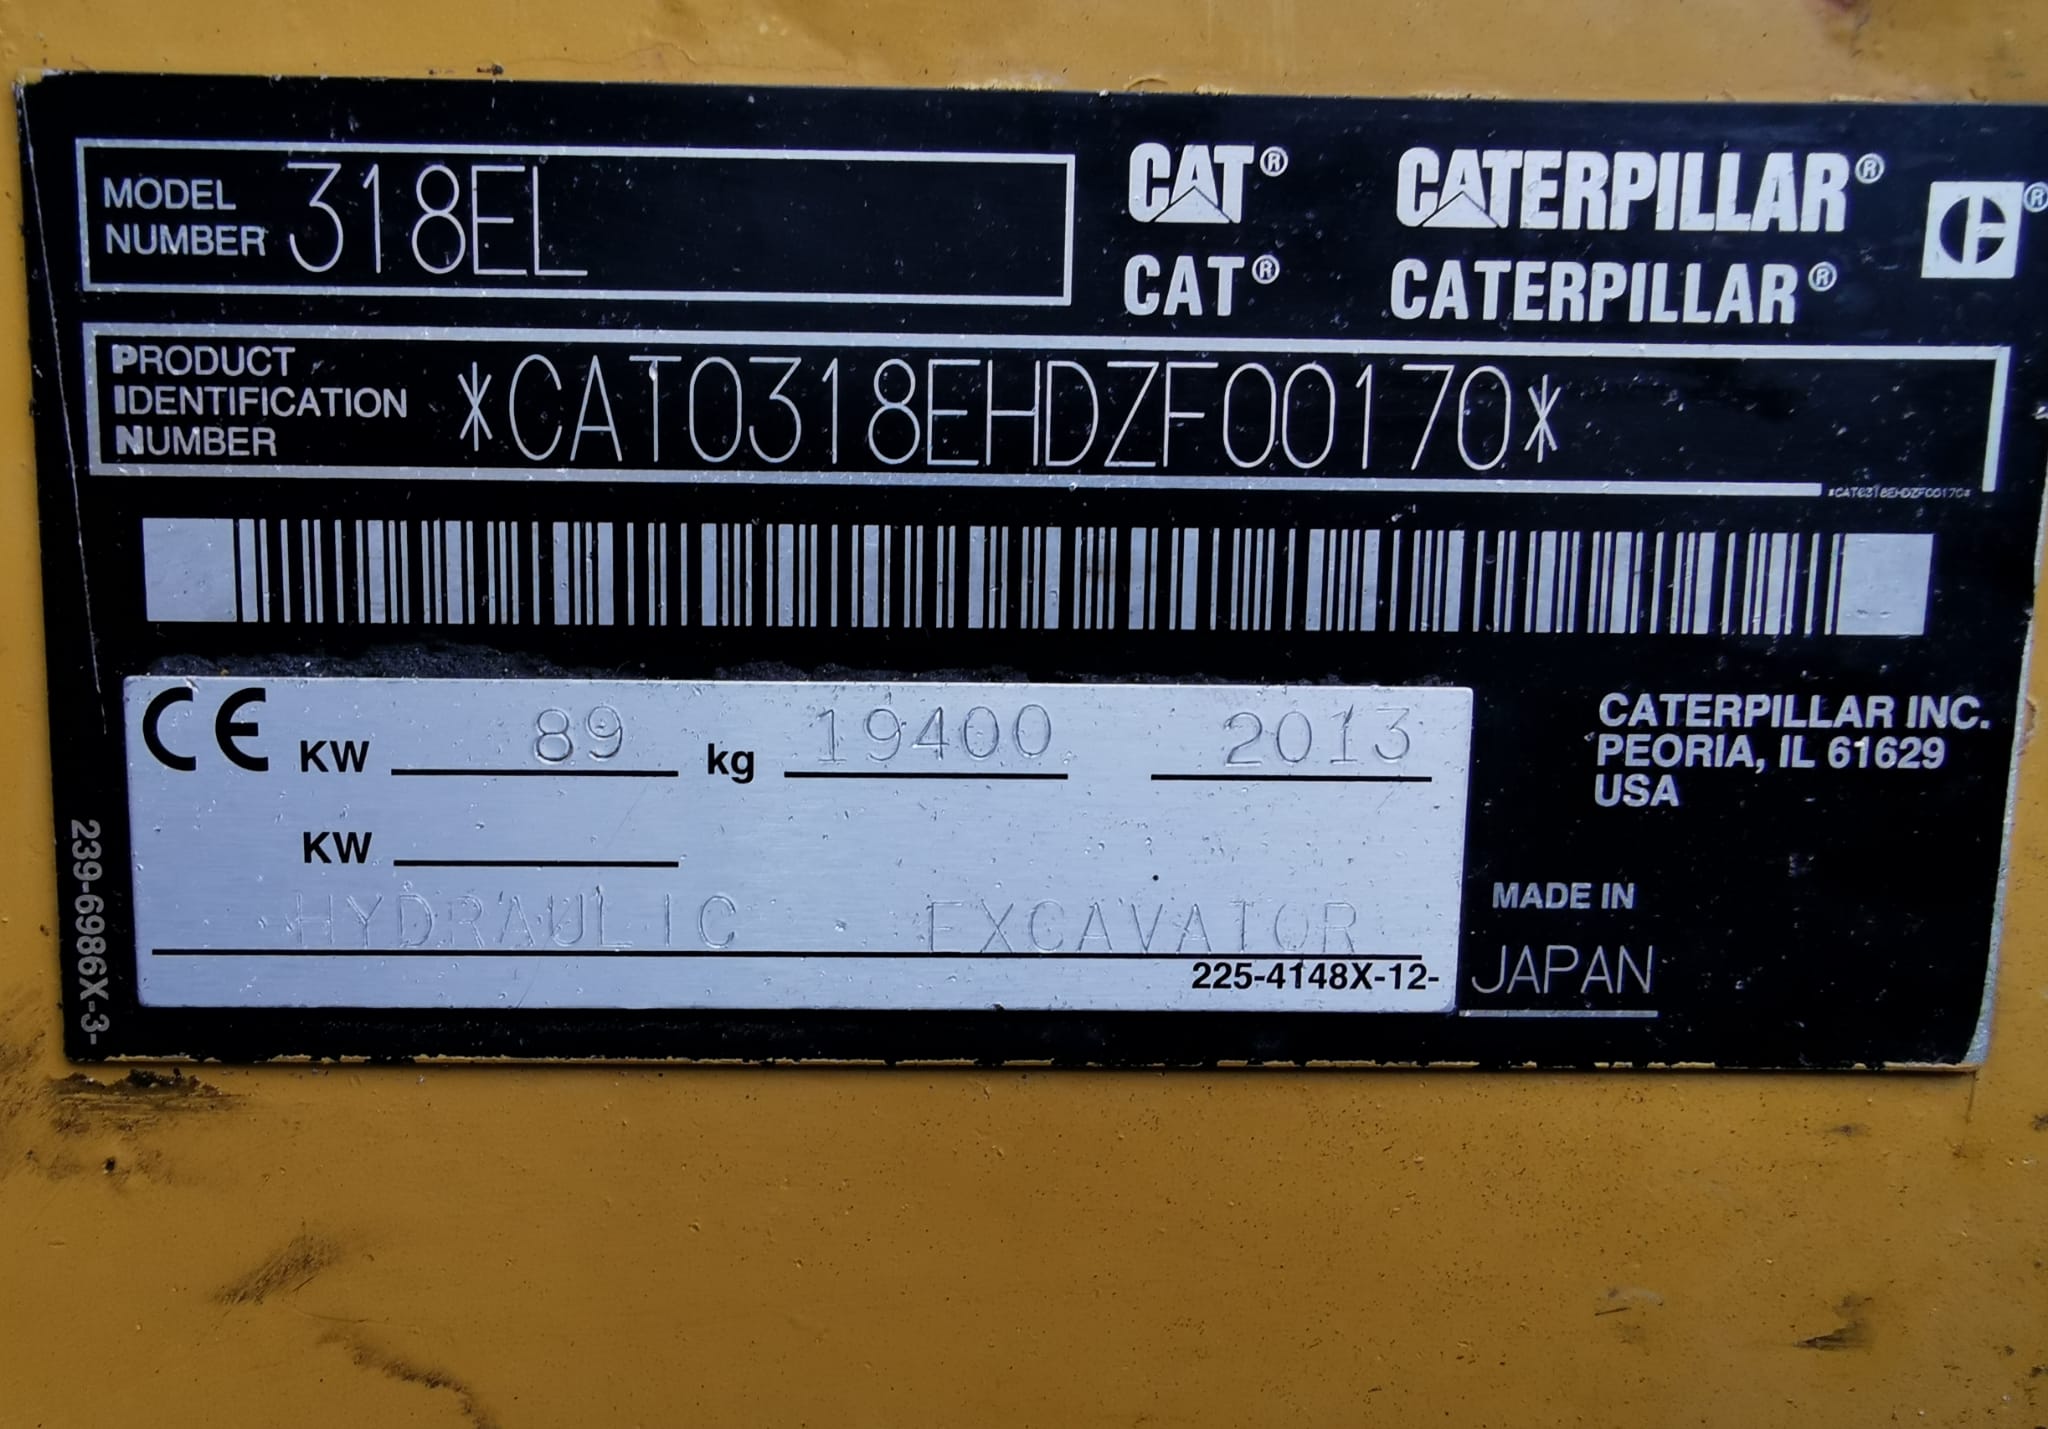 MODEL NUMBER 318EL
CAT® CATERPILLAR®
CAT® CATERPILLAR®
PRODUCT IDENTIFICATION NUMBER *CAT0318EHDZF00170*
*CAT0318EHDZF00170*
CE KW 89 kg 19400 2013
KW
HYDRAULIC EXCAVATOR
225-4148X-12-
CATERPILLAR INC.
PEORIA, IL 61629
USA
MADE IN
JAPAN
239-6986X-3-